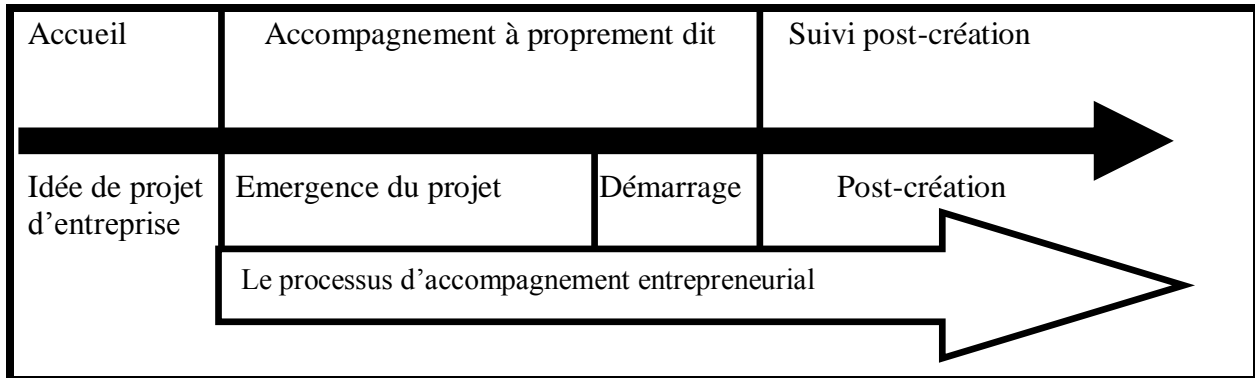 Accueil
Accompagnement à proprement dit
Suivi post-création
Idée de projet
d’entreprise
Emergence du projet
Démarrage
Post-création
Le processus d’accompagnement entrepreneurial